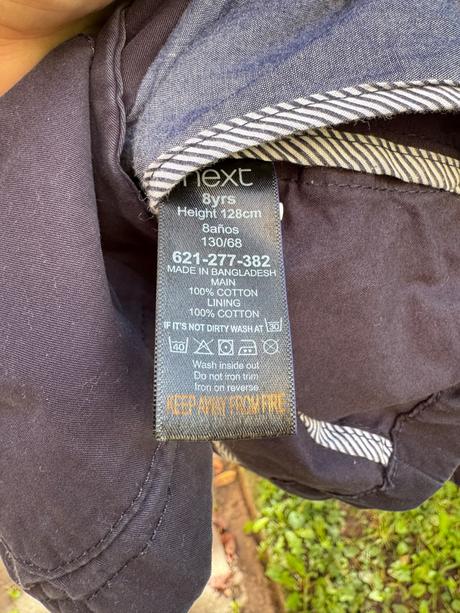 next
8yrs
Height 128cm
8años
130/68
621-277-382
MADE IN BANGLADESH
MAIN
100% COTTON
LINING
100% COTTON
IF IT'S NOT DIRTY WASH AT 30
40
Wash inside out
Do not iron trim
Iron on reverse
KEEP AWAY FROM FIRE